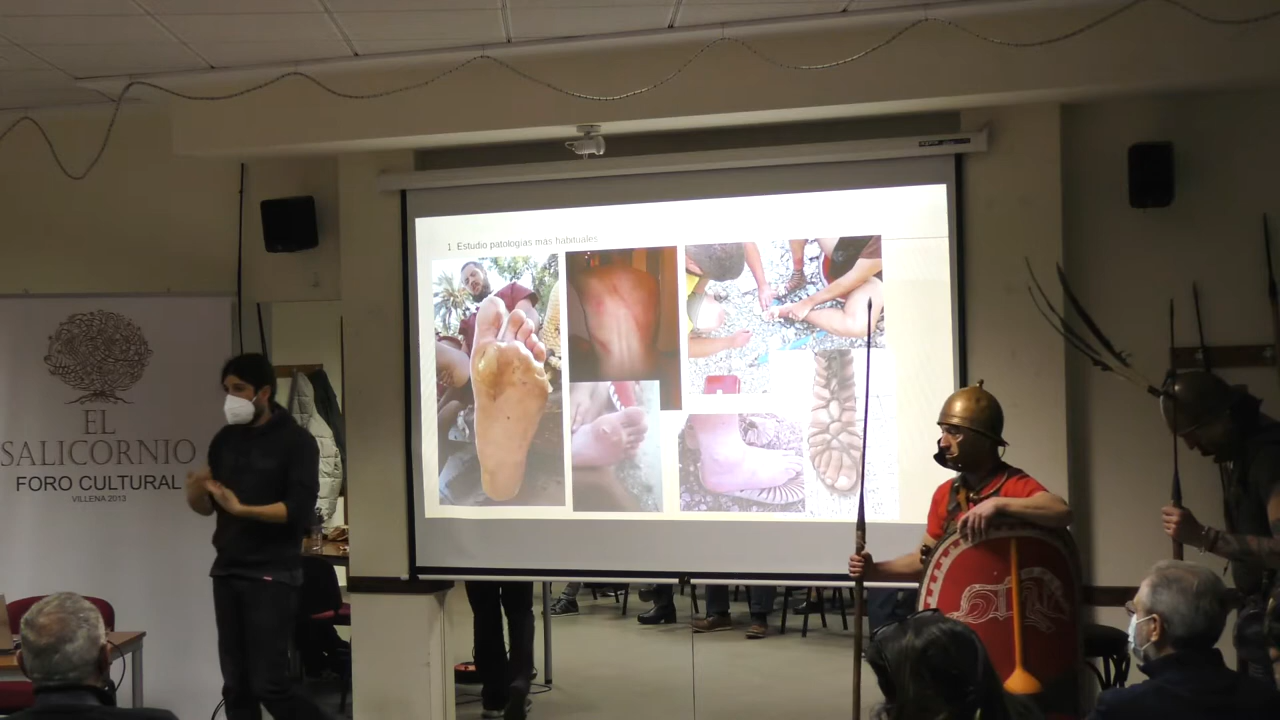 1. Estudio patologías más habituales.
EL
SALICORNIO
FORO CULTURAL
VILLENA 2013